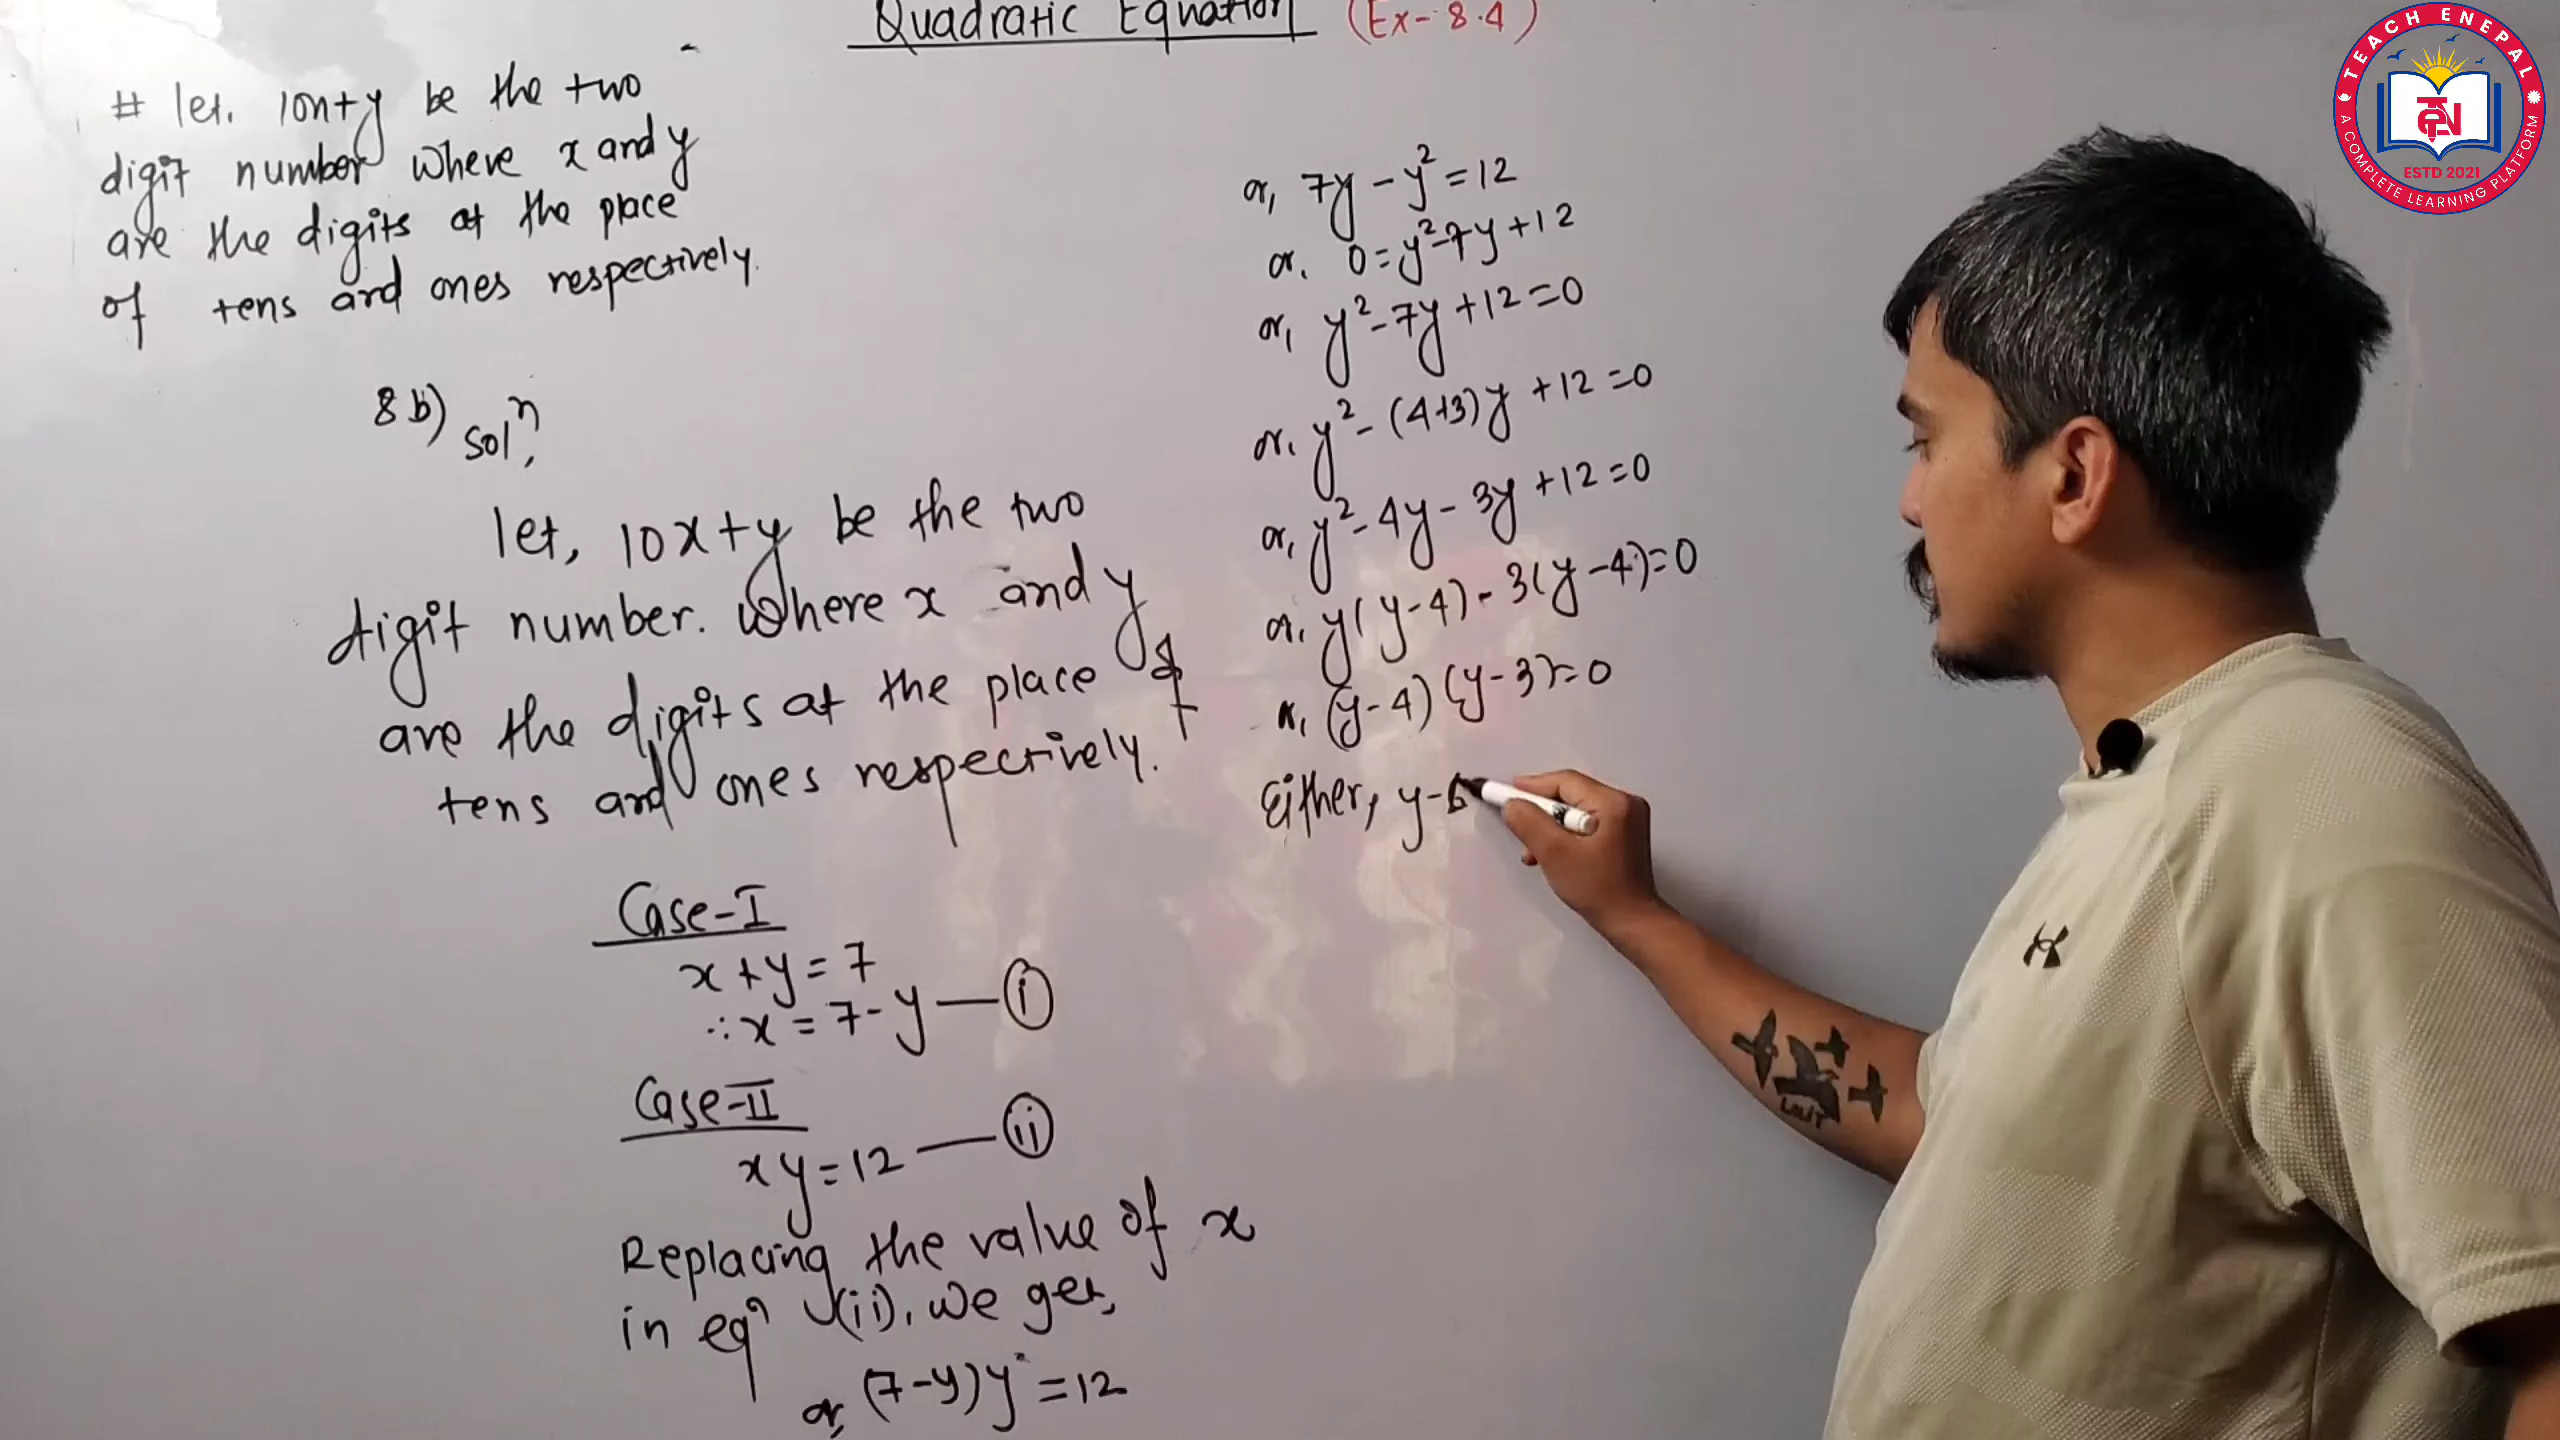 Quadratic Equation (Ex-8.4)
# let. 10x+y be the two
digit number where x and y
are the digits at the place
of tens and ones respectively.
8 b) Solⁿ,
let, 10x+y be the two
digit number. Where x and y
are the digits at the place of
tens and ones respectively.
Case-I
x+y=7
∴x=7-y—(i)
Case-II
xy=12—(ii)
Replacing the value of x
in eqⁿ (ii), we get,
or, (7-y)y=12
or, 7y-y²=12
or, 0=y²-7y+12
or, y²-7y+12=0
or, y²-(4+3)y+12=0
or, y²-4y-3y+12=0
or, y(y-4)-3(y-4)=0
or, (y-4)(y-3)=0
Either, y-
TEACH ENEPAL
TEN
ESTD 2021
A COMPLETE LEARNING PLATFORM